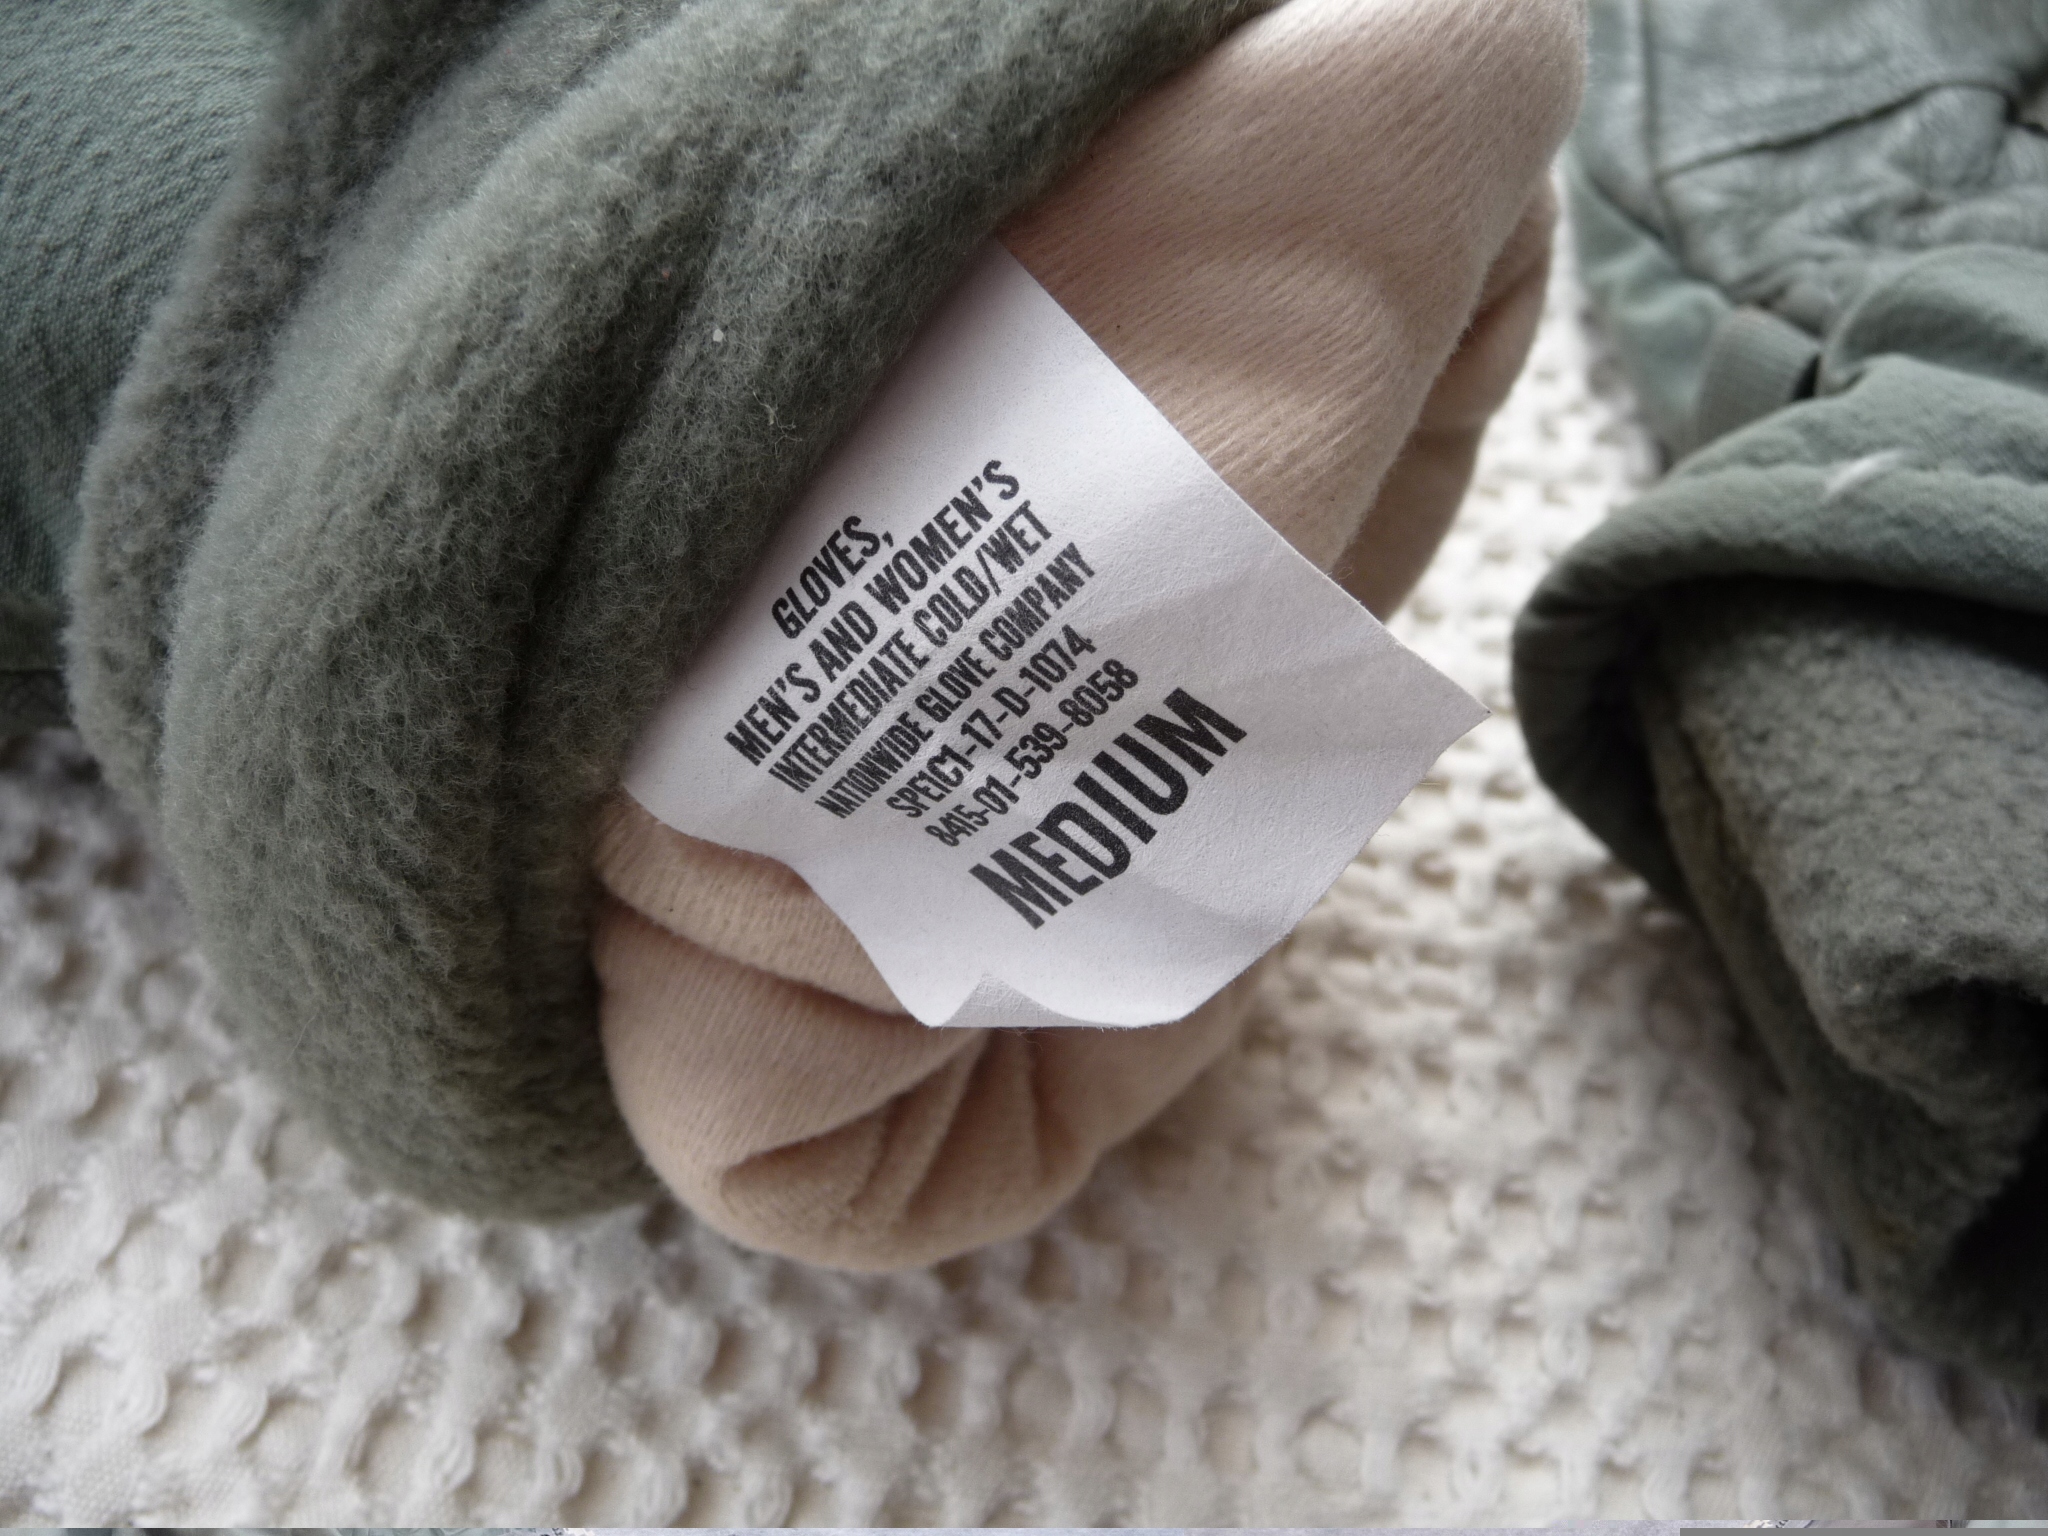 GLOVES,
MEN'S AND WOMEN'S
INTERMEDIATE COLD/WET
NATIONWIDE GLOVE COMPANY
SPE1C1-17-D-1074
8415-01-539-8058
MEDIUM